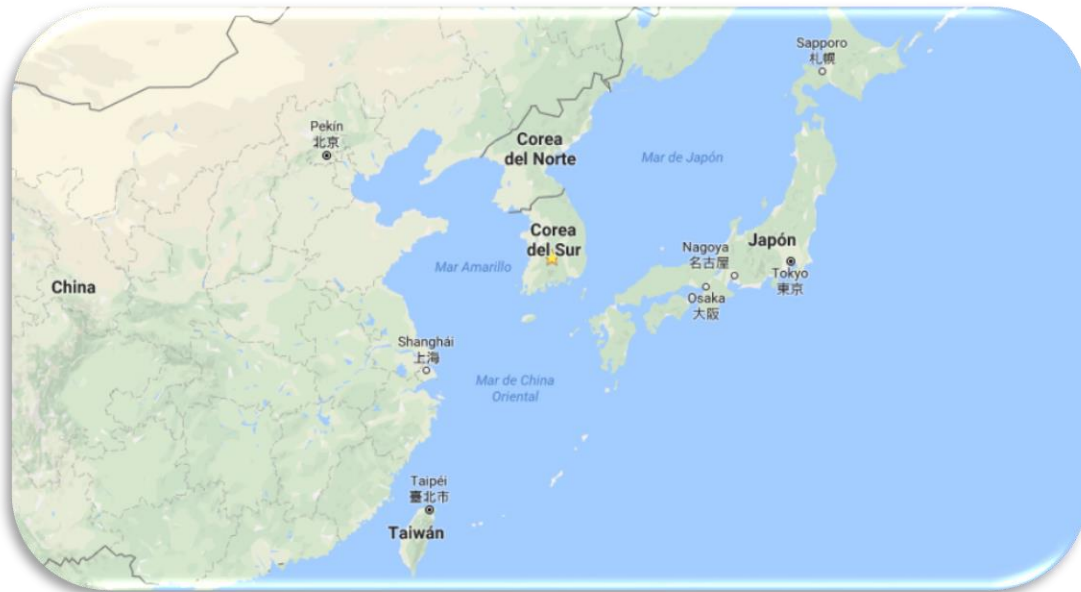 Sapporo
札幌
Pekín
北京
Corea
del Norte
Mar de Japón
Corea
del Sur
Nagoya
名古屋
Japón
Mar Amarillo
Tokyo
東京
China
Osaka
大阪
Shanghái
上海
Mar de China
Oriental
Taipéi
臺北市
Taiwán